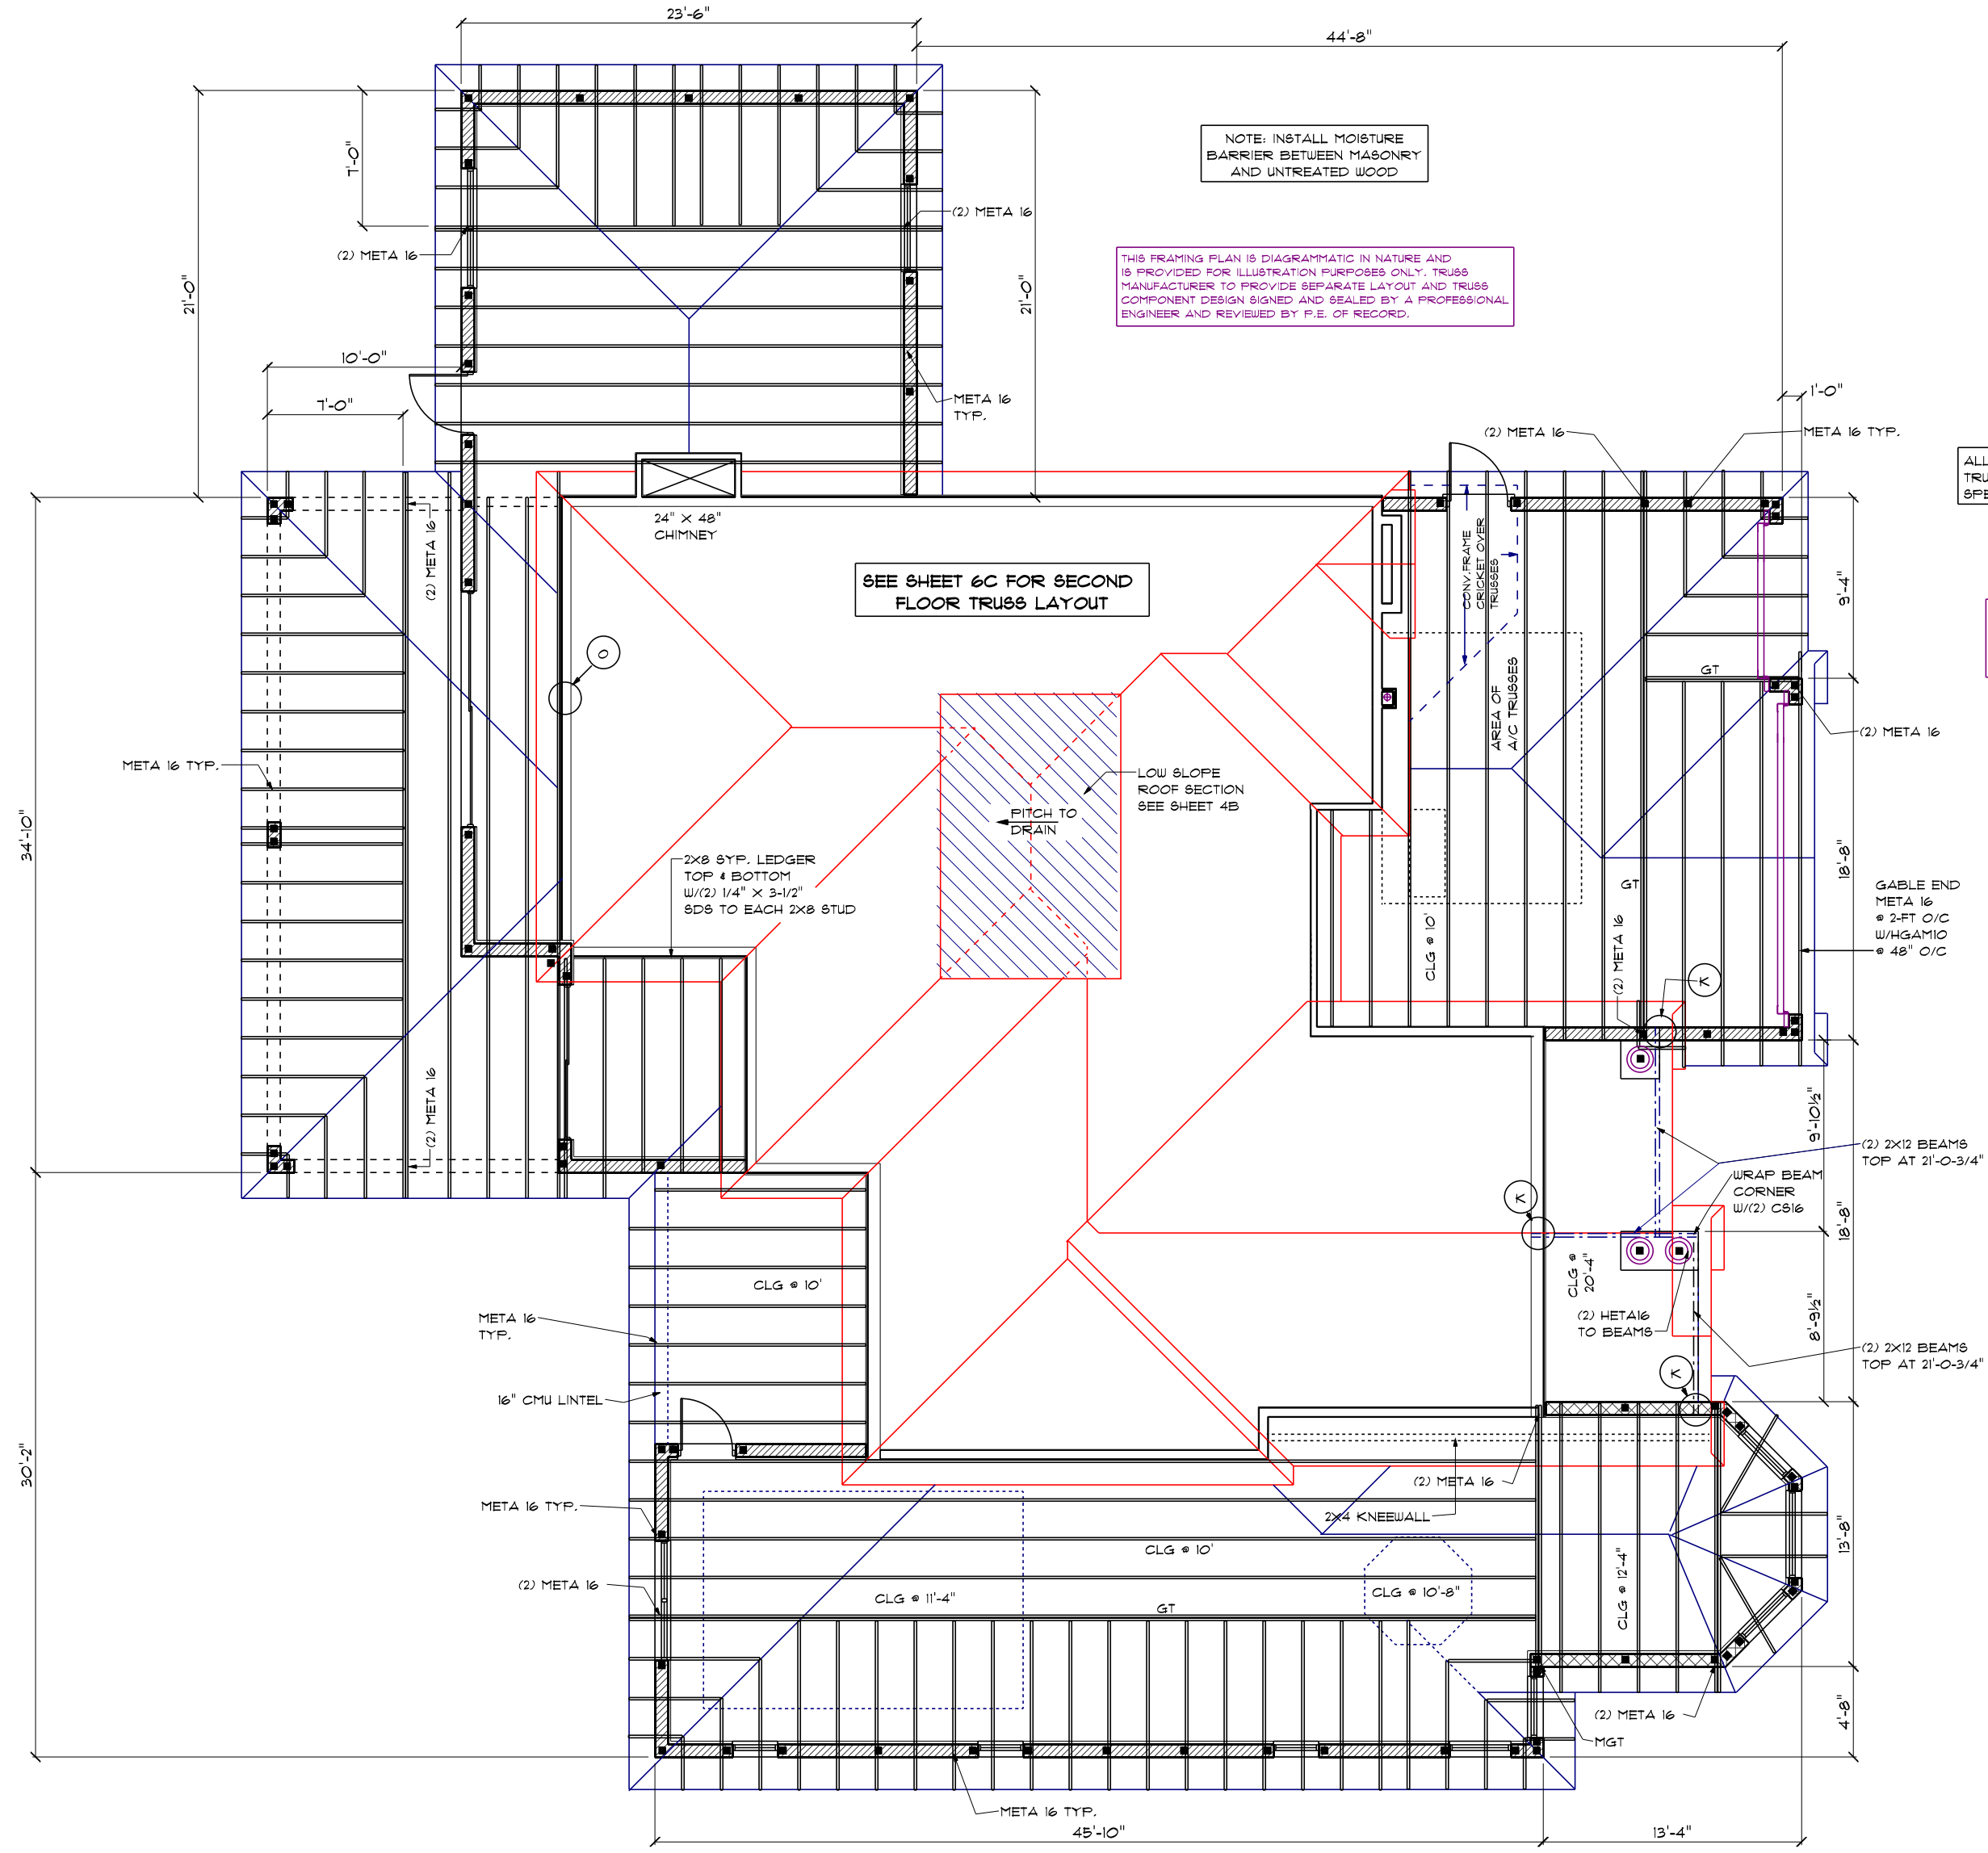 23'-6"
44'-8"
NOTE: INSTALL MOISTURE
BARRIER BETWEEN MASONRY
AND UNTREATED WOOD
7'-0"
(2) META 16
(2) META 16
THIS FRAMING PLAN IS DIAGRAMMATIC IN NATURE AND
IS PROVIDED FOR ILLUSTRATION PURPOSES ONLY. TRUSS
MANUFACTURER TO PROVIDE SEPARATE LAYOUT AND TRUSS
COMPONENT DESIGN SIGNED AND SEALED BY A PROFESSIONAL
ENGINEER AND REVIEWED BY P.E. OF RECORD.
21'-0"
21'-0"
10'-0"
7'-0"
META 16
TYP.
1'-0"
(2) META 16
META 16 TYP.
ALL
TRU
SPE
24" X 48"
CHIMNEY
(2) META 16
SEE SHEET 6C FOR SECOND
FLOOR TRUSS LAYOUT
CONV.FRAME
CRICKET OVER
TRUSSES
9'-4"
O
GT
AREA OF
A/C TRUSSES
(2) META 16
META 16 TYP.
LOW SLOPE
ROOF SECTION
SEE SHEET 4B
PITCH TO
DRAIN
34'-10"
2X8 SYP. LEDGER
TOP & BOTTOM
W/(2) 1/4" X 3-1/2"
SDS TO EACH 2X8 STUD
18'-8"
GT
GABLE END
META 16
@ 2-FT O/C
W/HGAM10
@ 48" O/C
CLG @ 10'
(2) META 16
K
(2) META 16
9'-10½"
(2) 2X12 BEAMS
TOP AT 21'-0-3/4"
WRAP BEAM
CORNER
W/(2) CS16
K
18'-8"
CLG @
20'-4"
CLG @ 10'
META 16
TYP.
(2) HETA16
TO BEAMS
8'-9½"
(2) 2X12 BEAMS
TOP AT 21'-0-3/4"
K
16" CMU LINTEL
30'-2"
(2) META 16
META 16 TYP.
2X4 KNEEWALL
CLG @ 10'
13'-8"
(2) META 16
CLG @ 11'-4"
CLG @ 10'-8"
CLG @ 12'-4"
GT
4'-8"
(2) META 16
MGT
META 16 TYP.
45'-10"
13'-4"